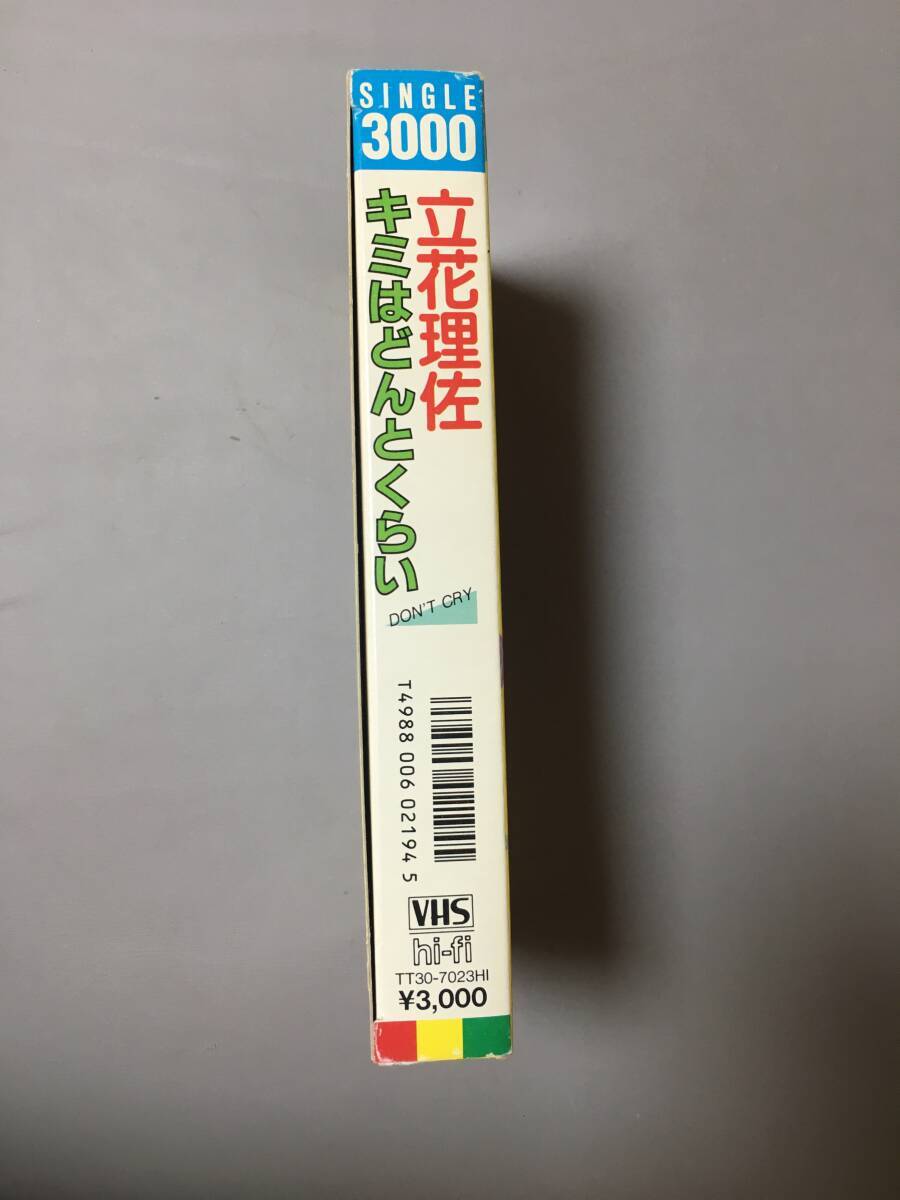 SINGLE
3000
立花理佐
キミはどんとくらい
DON'T CRY
T4988 006 02194 5
VHS
hi-fi
TT30-7023HI
¥3,000